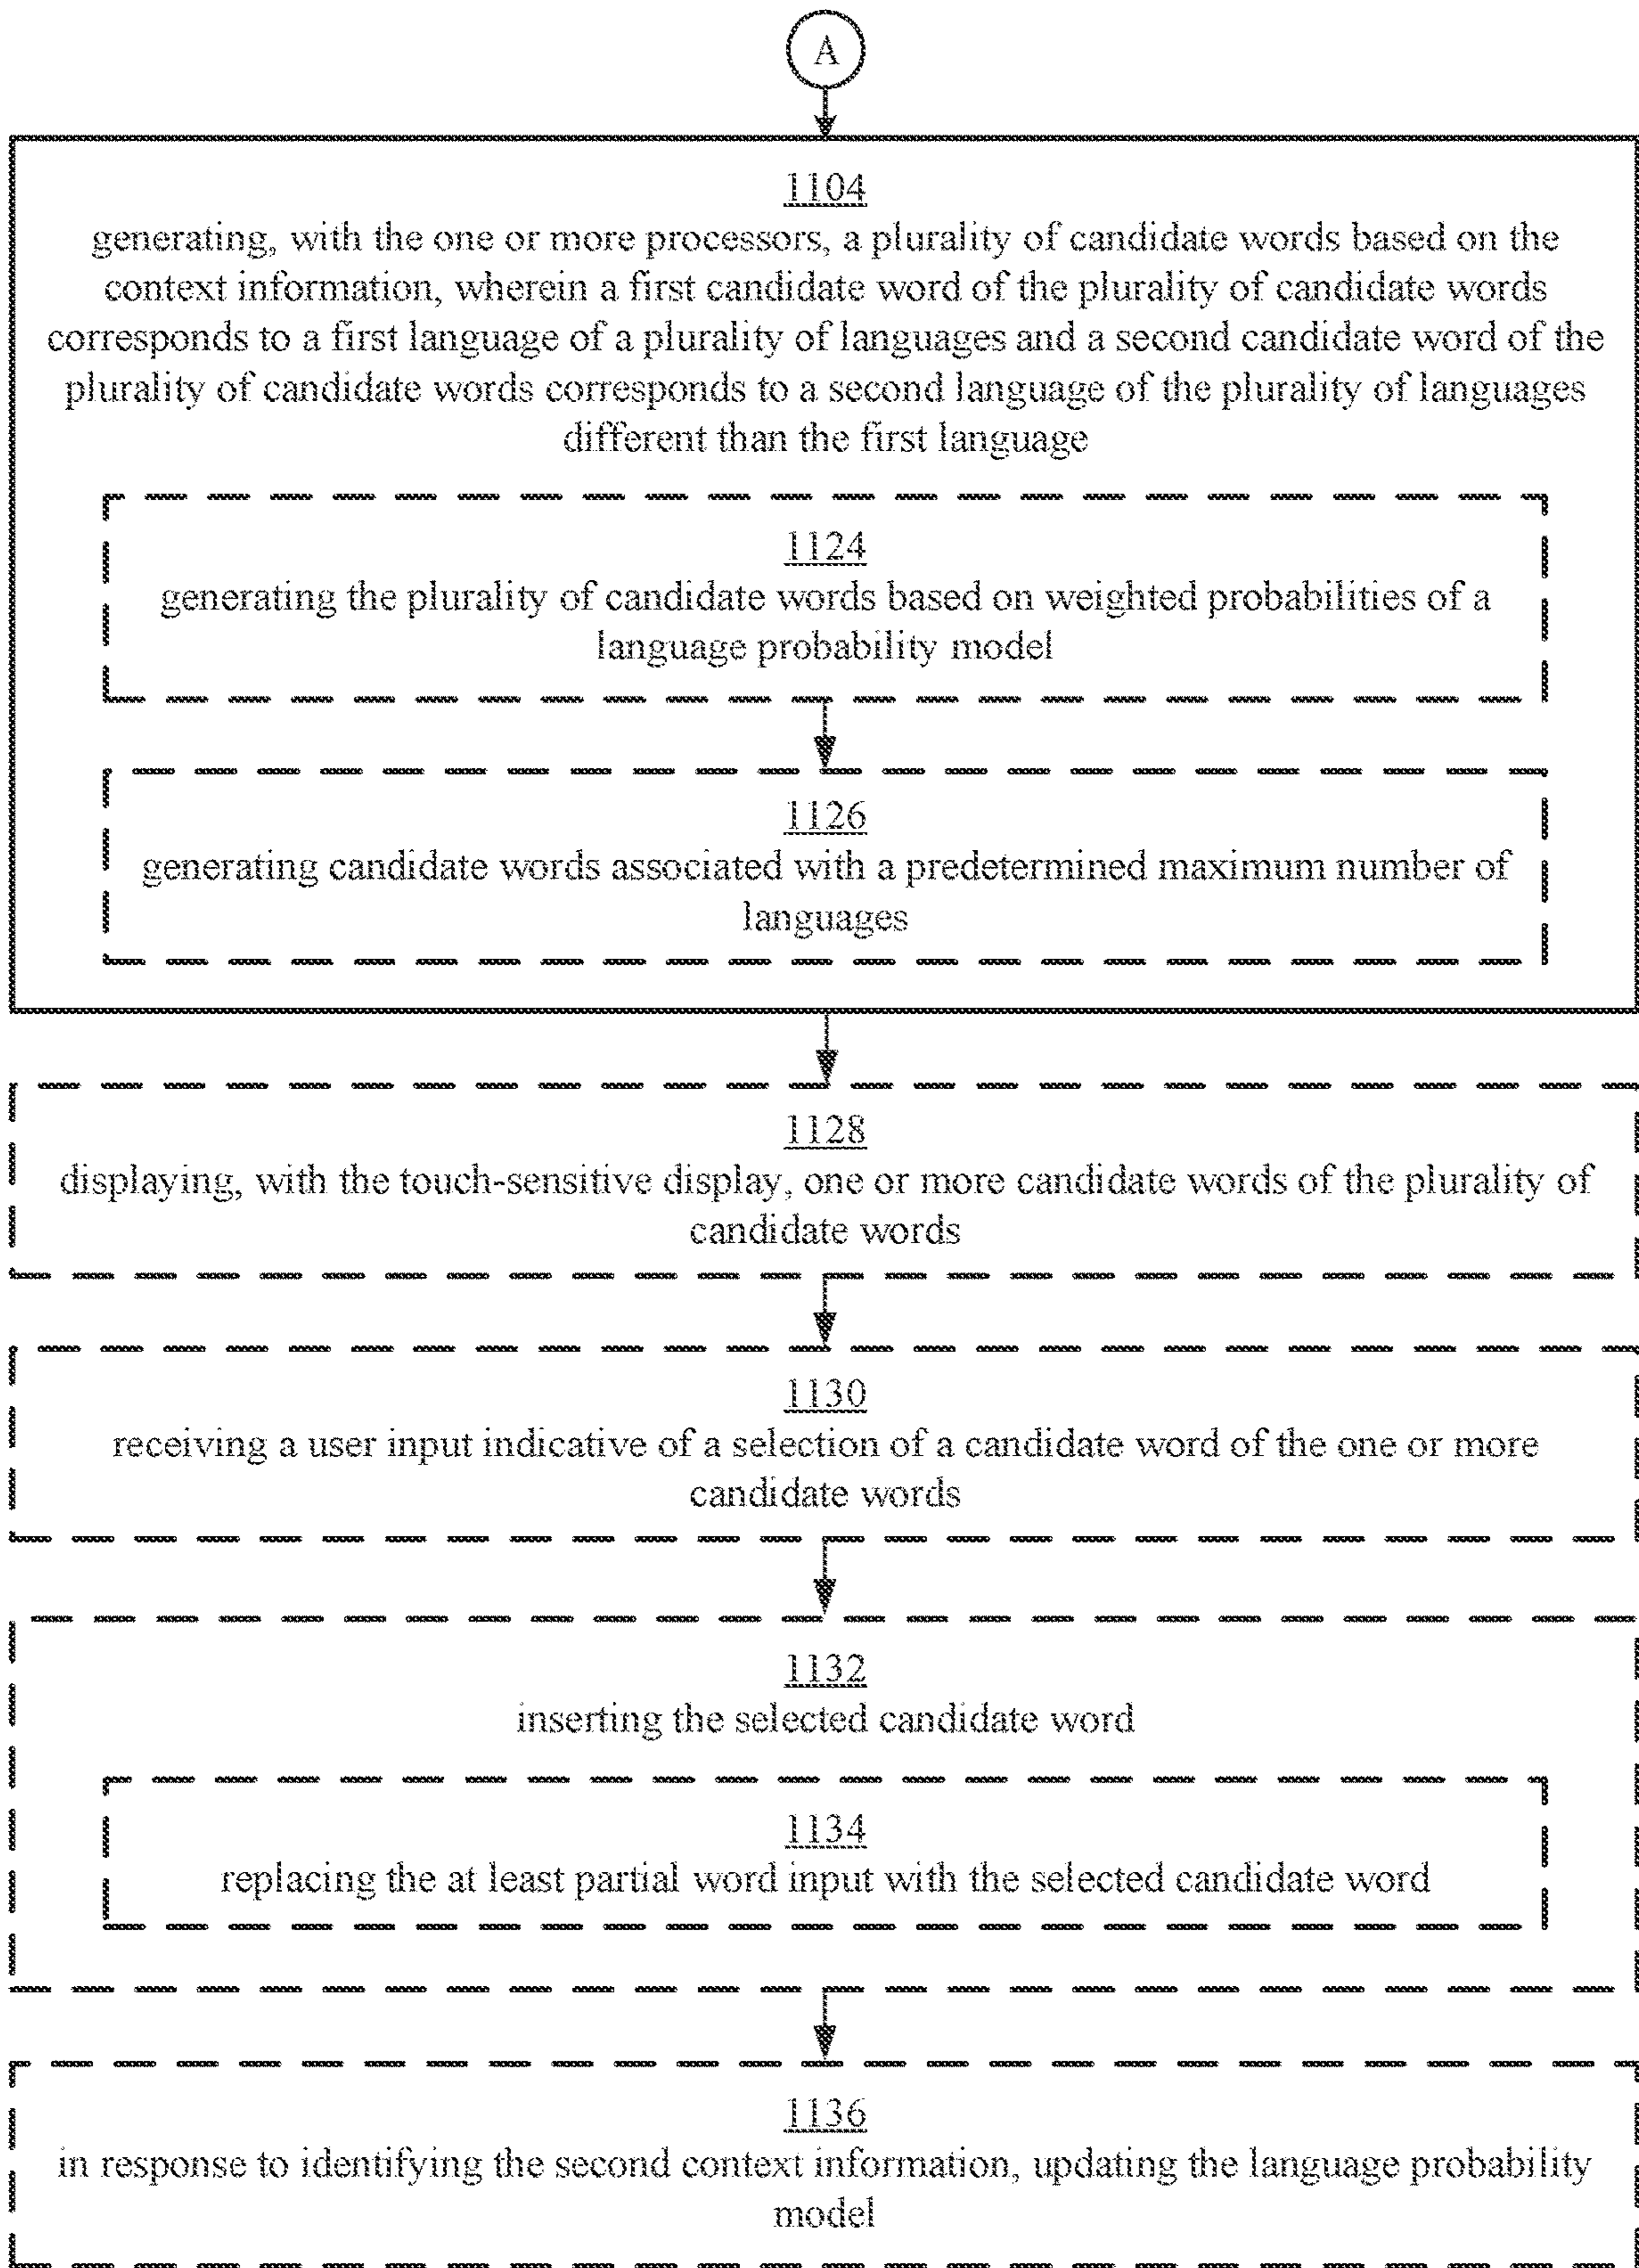 A
1104
generating, with the one or more processors, a plurality of candidate words based on the
context information, wherein a first candidate word of the plurality of candidate words
corresponds to a first language of a plurality of languages and a second candidate word of the
plurality of candidate words corresponds to a second language of the plurality of languages
different than the first language
1124
generating the plurality of candidate words based on weighted probabilities of a
language probability model
1126
generating candidate words associated with a predetermined maximum number of
languages
1128
displaying, with the touch-sensitive display, one or more candidate words of the plurality of
candidate words
1130
receiving a user input indicative of a selection of a candidate word of the one or more
candidate words
1132
inserting the selected candidate word
1134
replacing the at least partial word input with the selected candidate word
1136
in response to identifying the second context information, updating the language probability
model